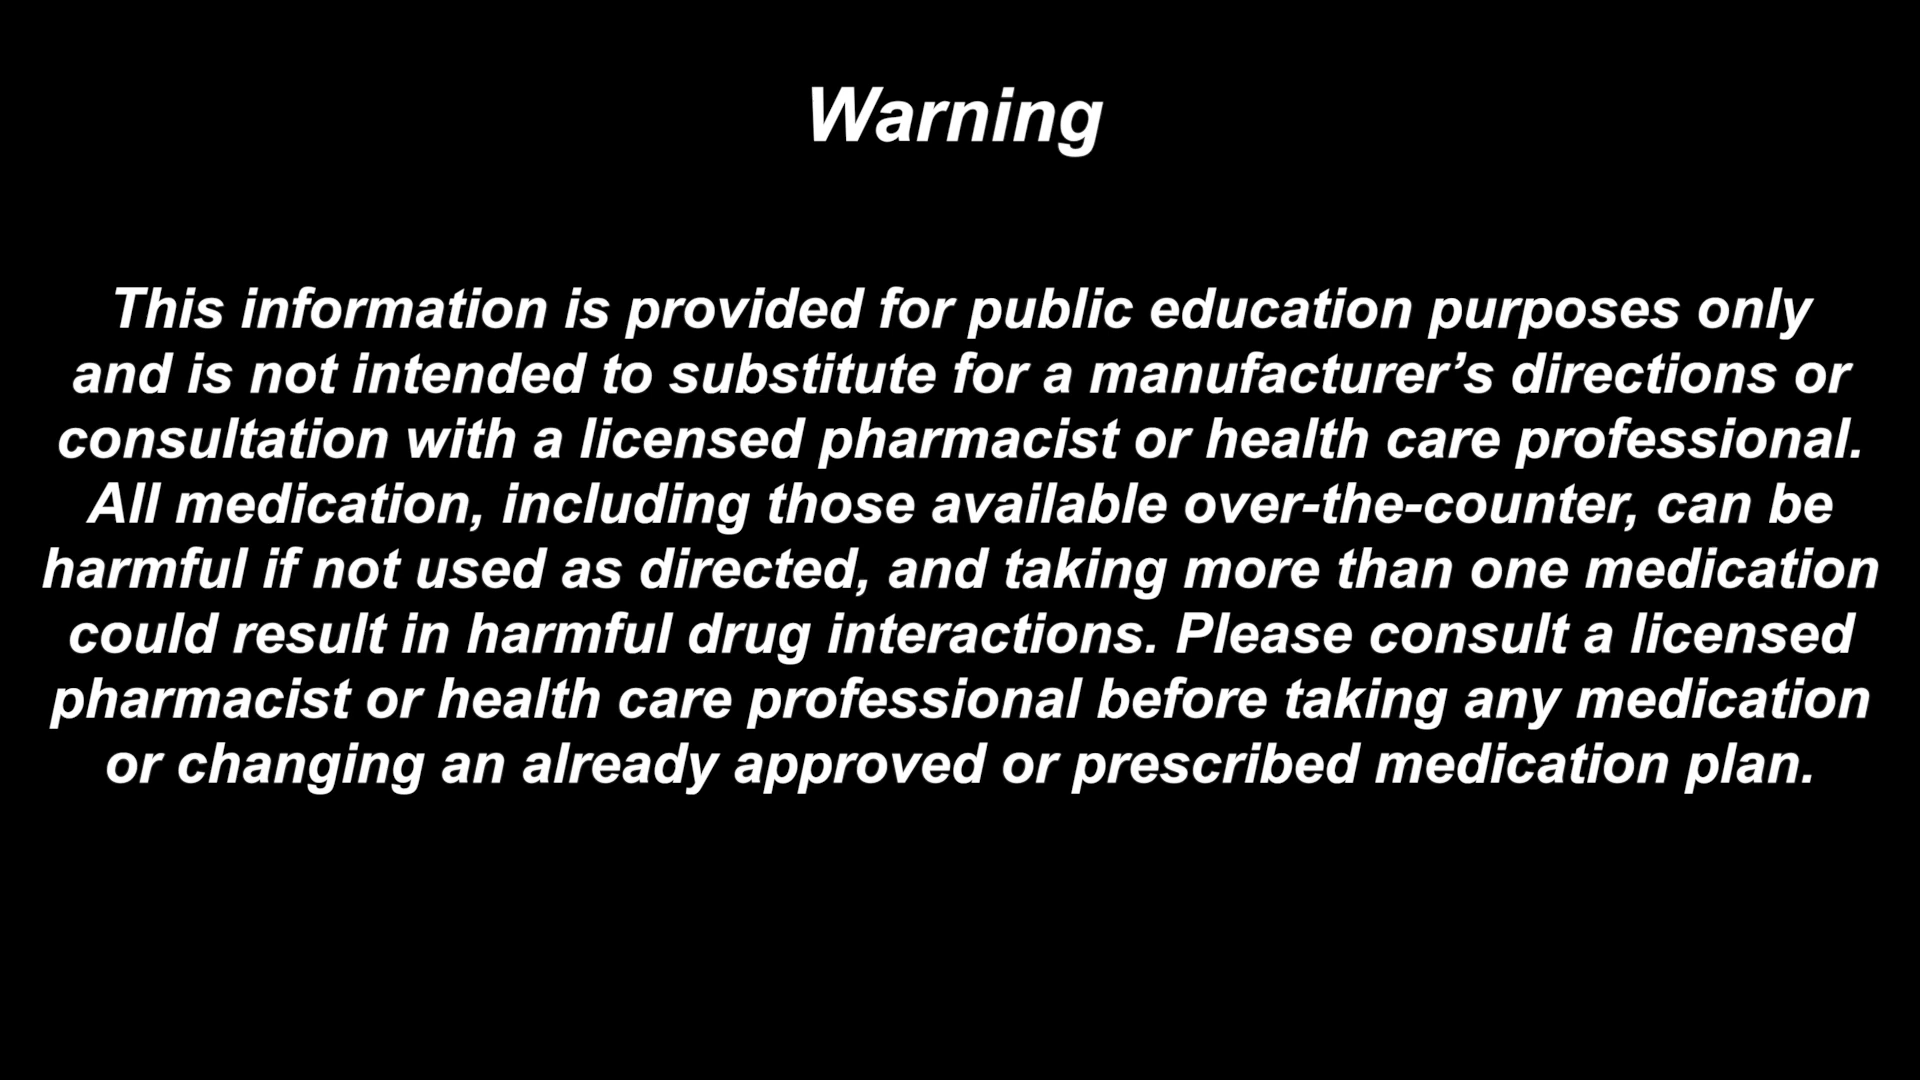 Warning
This information is provided for public education purposes only
and is not intended to substitute for a manufacturer’s directions or
consultation with a licensed pharmacist or health care professional.
All medication, including those available over-the-counter, can be
harmful if not used as directed, and taking more than one medication
could result in harmful drug interactions. Please consult a licensed
pharmacist or health care professional before taking any medication
or changing an already approved or prescribed medication plan.